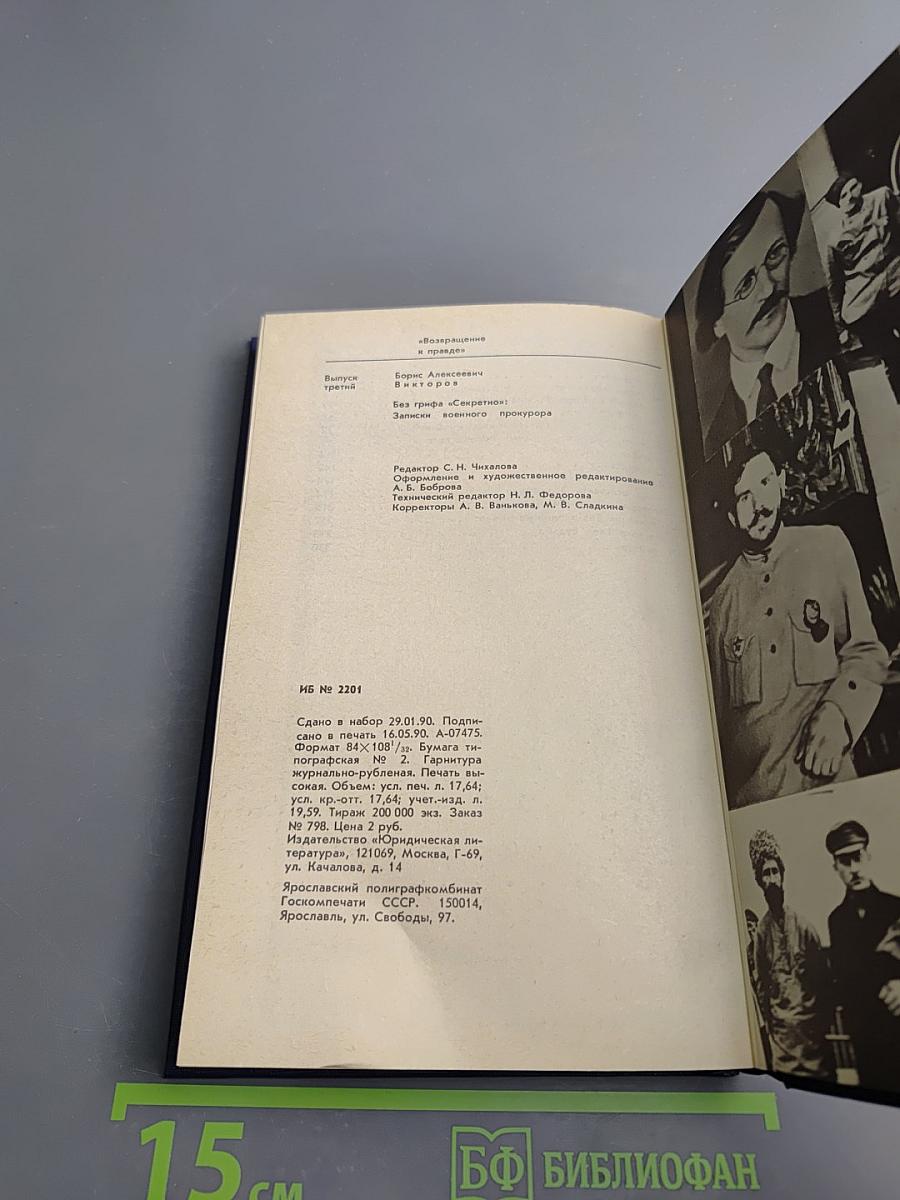 «Возвращение
к правде»
Выпуск
третий
Борис Алексеевич
Викторов
Без грифа «Секретно»:
Записки военного прокурора
Редактор С. Н. Чихалова
Оформление и художественное редактирование
А. Б. Боброва
Технический редактор Н. Л. Федорова
Корректоры А. В. Ванькова, М. В. Сладкина
ИБ № 2201
Сдано в набор 29.01.90. Подпи-
сано в печать 16.05.90. А-07475.
Формат 84×108¹/₃₂. Бумага ти-
пографская № 2. Гарнитура
журнально-рубленая. Печать вы-
сокая. Объем: усл. печ. л. 17,64;
усл. кр.-отт. 17,64; учет.-изд. л.
19,59. Тираж 200 000 экз. Заказ
№ 798. Цена 2 руб.
Издательство «Юридическая ли-
тература», 121069, Москва, Г-69,
ул. Качалова, д. 14
Ярославский полиграфкомбинат
Госкомпечати СССР. 150014,
Ярославль, ул. Свободы, 97.
15 см
БФ БИБЛИОФАН